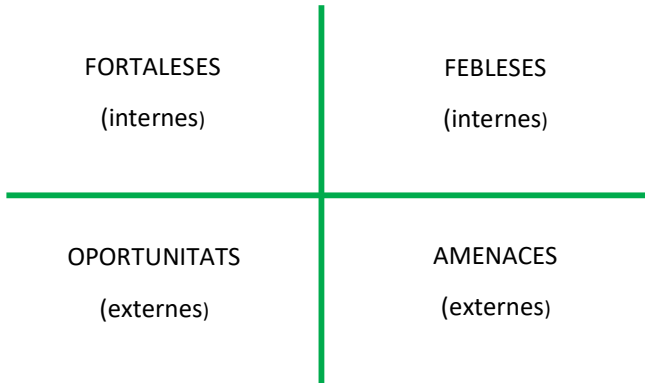 FORTALESES
(internes)
FEBLESES
(internes)
OPORTUNITATS
(externes)
AMENACES
(externes)